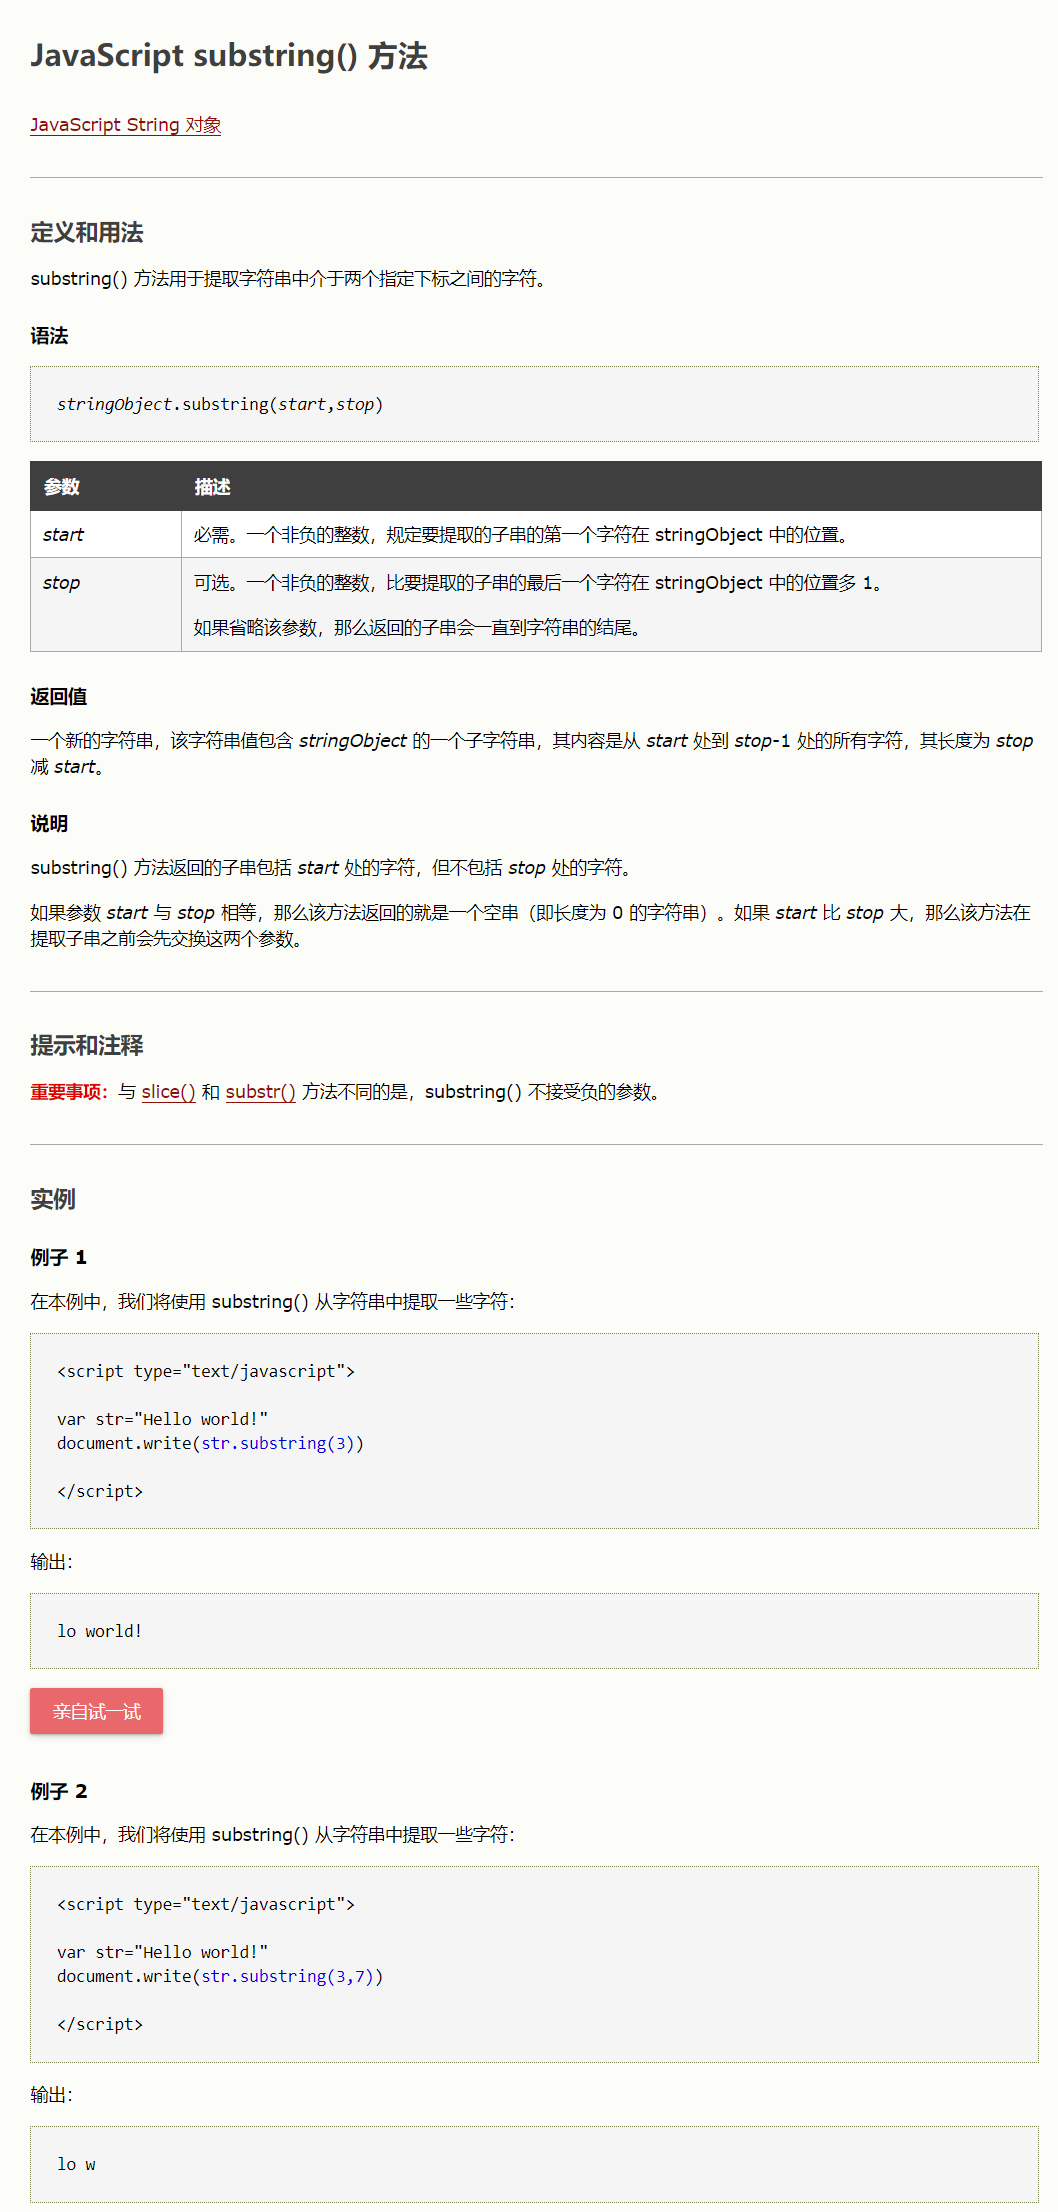 JavaScript substring() 方法
JavaScript String 对象
定义和用法
substring() 方法用于提取字符串中介于两个指定下标之间的字符。
语法
stringObject.substring(start,stop)
参数 描述
start 必需。一个非负的整数，规定要提取的子串的第一个字符在 stringObject 中的位置。
stop 可选。一个非负的整数，比要提取的子串的最后一个字符在 stringObject 中的位置多 1。
如果省略该参数，那么返回的子串会一直到字符串的结尾。
返回值
一个新的字符串，该字符串值包含 stringObject 的一个子字符串，其内容是从 start 处到 stop-1 处的所有字符，其长度为 stop
减 start。
说明
substring() 方法返回的子串包括 start 处的字符，但不包括 stop 处的字符。
如果参数 start 与 stop 相等，那么该方法返回的就是一个空串（即长度为 0 的字符串）。如果 start 比 stop 大，那么该方法在
提取子串之前会先交换这两个参数。
提示和注释
重要事项：与 slice() 和 substr() 方法不同的是，substring() 不接受负的参数。
实例
例子 1
在本例中，我们将使用 substring() 从字符串中提取一些字符：
<script type="text/javascript">
var str="Hello world!"
document.write(str.substring(3))
</script>
输出：
lo world!
亲自试一试
例子 2
在本例中，我们将使用 substring() 从字符串中提取一些字符：
<script type="text/javascript">
var str="Hello world!"
document.write(str.substring(3,7))
</script>
输出：
lo w